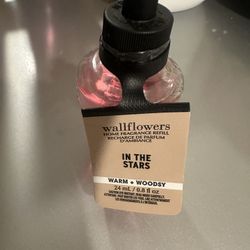 wallflowers
HOME FRAGRANCE REFILL
RECHARGE DE PARFUM
D'AMBIANCE
IN THE
STARS
WARM + WOODSY
24 mL / 0.8 fl oz